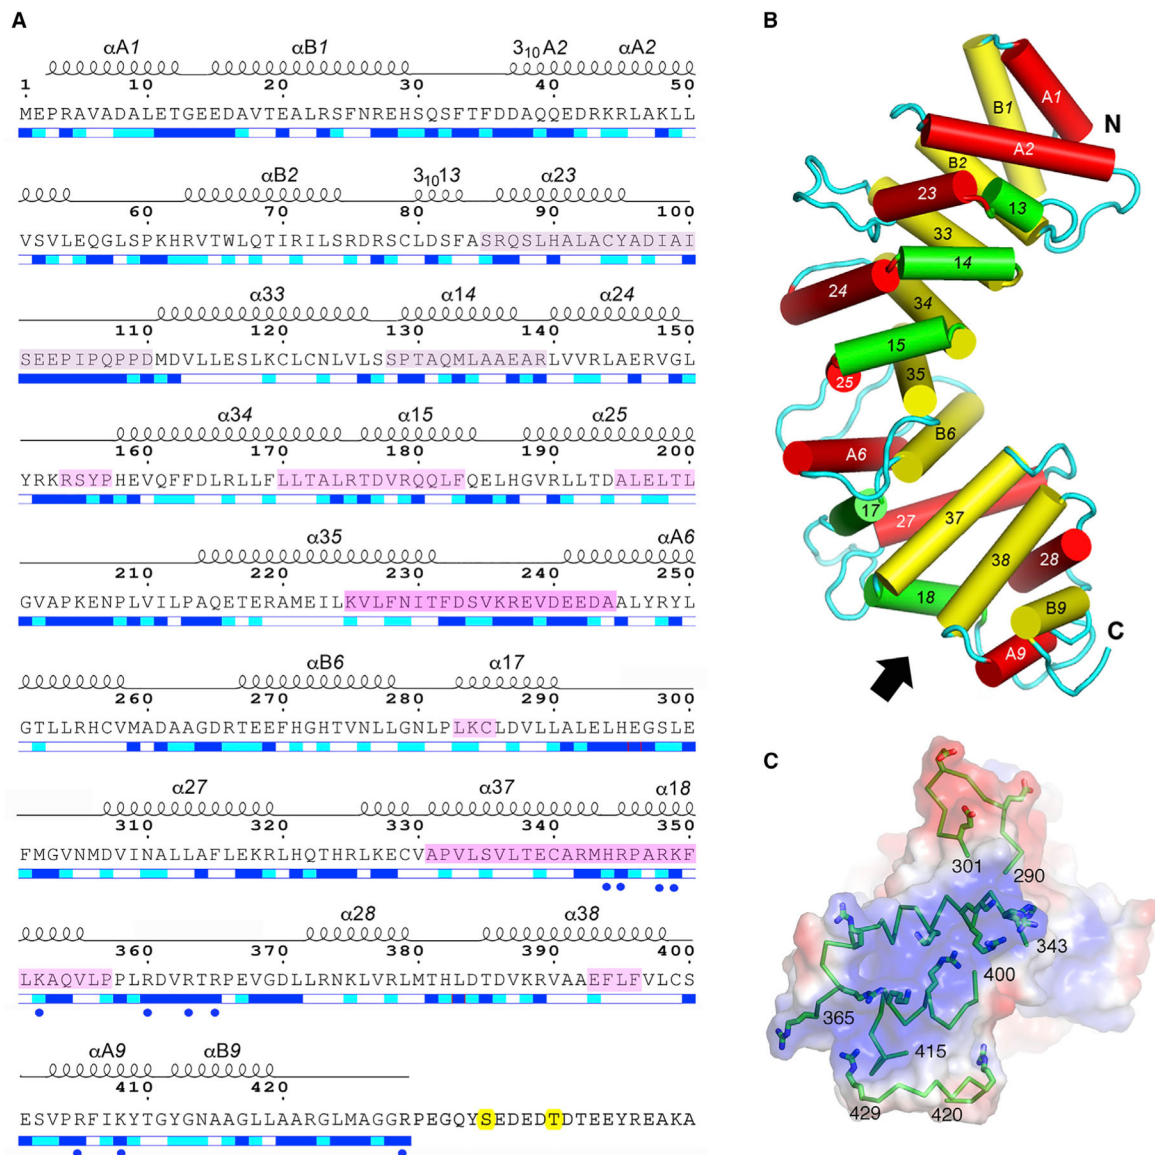 A
αA1 αB1 3₁₀A2 αA2
1 10 20 30 40 50
MEPRAVADALETGEEDAVTEALRSFNREHSQSFTFDDAQQEDRKRLAKLL
αB2 3₁₀13 α23
60 70 80 90 100
VSVLEQGLSPKHRVTWLQTIRILSRDRSCLDSFASRQSLHALACYADIAI
α33 α14 α24
110 120 130 140 150
SEEPIPQPPDMDVLLESLKCLCNLVLSSPTAQMLAAEARLVVRLAERVGL
α34 α15 α25
160 170 180 190 200
YRKRSYPHEVQFFDLRLLFLLTALRTDVRQQLFQELHGVRLLTDALELTL
α35 αA6
210 220 230 240 250
GVAPKENPLVILPAQETERAMEILKVLFNITFDSVKREVDEEDAALYRYL
αB6 α17
260 270 280 290 300
GTLLRHCVMADAAGDRTEEFHGHTVNLLGNLPLKCLDVLLALELHEGSLE
α27 α37 α18
310 320 330 340 350
FMGVNMDVINALLAFLEKRLHQTHRLKECVAPVLSVLTECARMHRPARKF
α28 α38
360 370 380 390 400
LKAQVLPPLRDVRTRPEVGDLLRNKLVRLMTHLDTDVKRVAAEFLFVLCS
αA9 αB9
410 420
ESVPRFIKYTGYGNAAGLLAARGLMAGGRPEGQYSEDEDTDTEEYREAKA
B
B1 A1
N
A2
B2
23 13
33
14
24 34
15
25 35
B6
A6
17 27 37
38 28
18 B9
C
A9
C
301 290
343
400
365
415
429 420